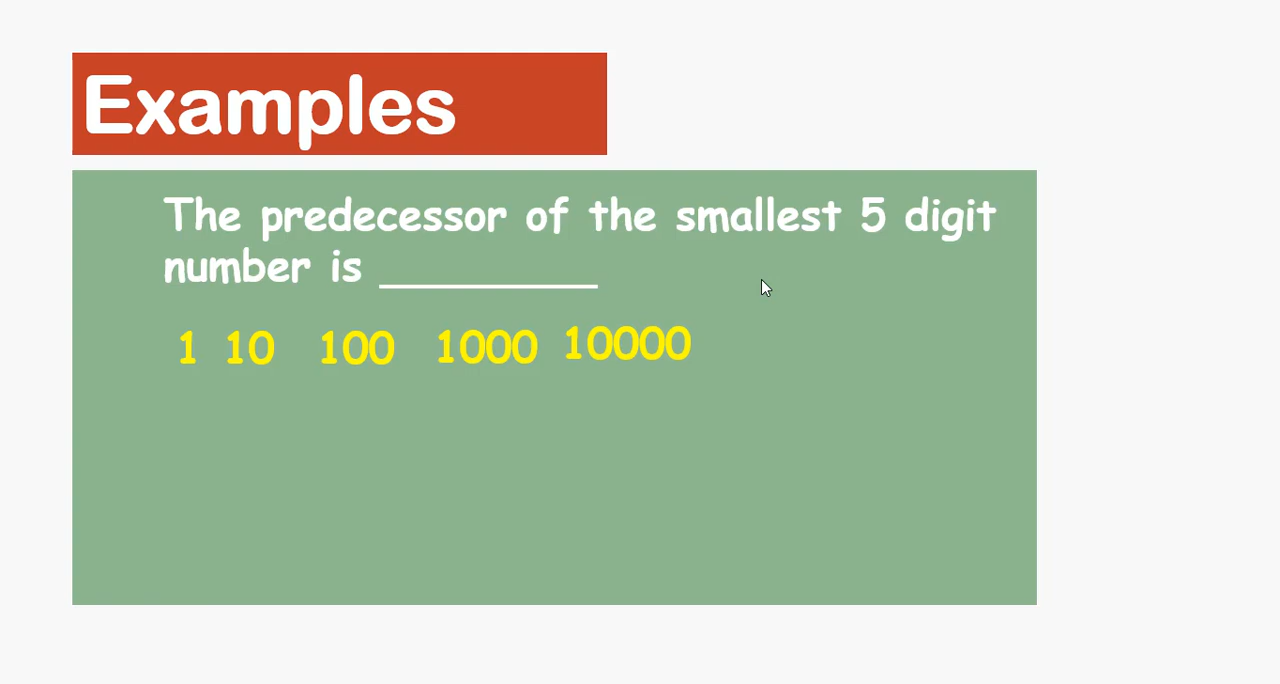 Examples
The predecessor of the smallest 5 digit
number is __________
1 10 100 1000 10000